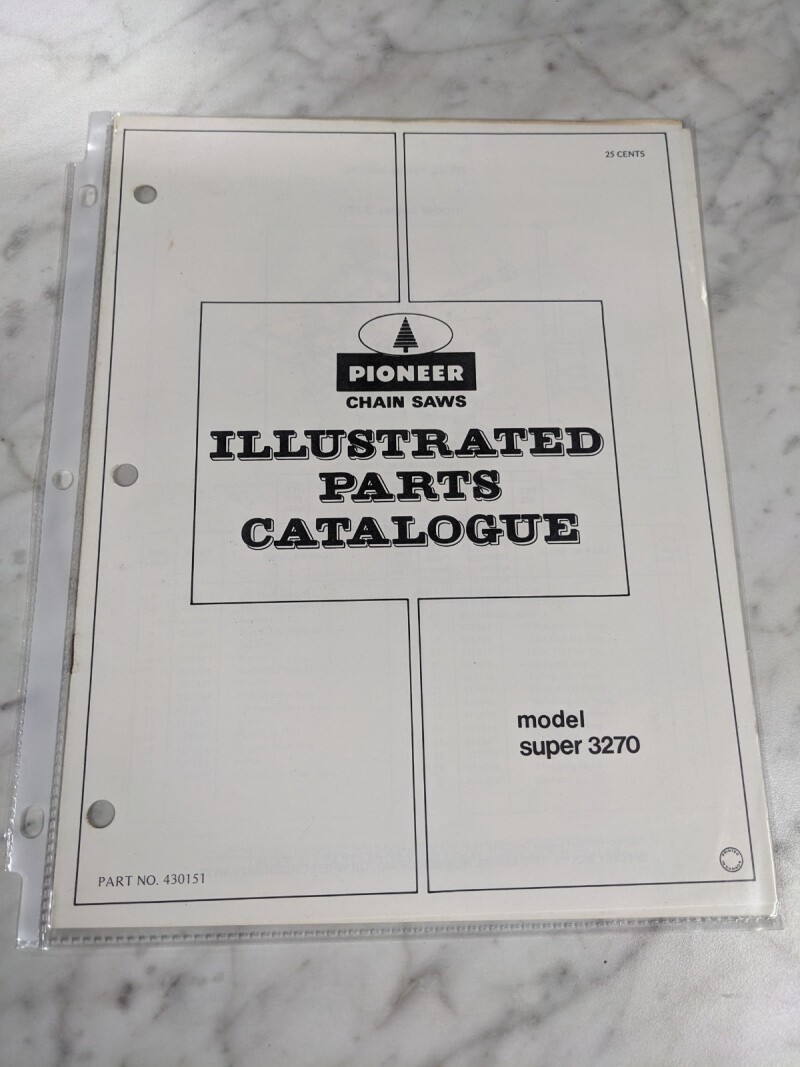 25 CENTS
PIONEER
CHAIN SAWS
ILLUSTRATED
PARTS
CATALOGUE
model
super 3270
PART NO. 430151